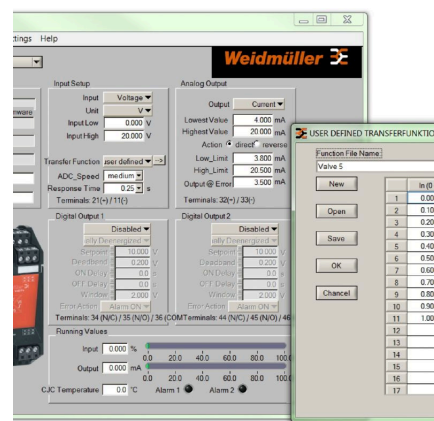 ttings Help
Weidmüller
Input Setup
Input Voltage
Unit V
Input Low 0.000 V
Input High 20.000 V
Transfer Function user defined ->
ADC_Speed medium
Response Time 0.25 s
Terminals: 21(+) / 11(-)
Analog Output
Output Current
Lowest Value 4.000 mA
Highest Value 20.000 mA
Action direct reverse
Low_Limit 3.800 mA
High_Limit 20.500 mA
Output @ Error 3.500 mA
Terminals: 32(+) / 33(-)
Digital Output 1
Disabled
Setpoint 10.000 V
Deadband 0.200 V
ON Delay 0.0 s
OFF Delay 0.0 s
Window 2.000 V
Error Action Alarm ON
Terminals: 34 (N/C) / 35 (N/O) / 36 (COM
Digital Output 2
Disabled
Setpoint 10.000 V
Deadband 0.200 V
ON Delay 0.0 s
OFF Delay 0.0 s
Window 2.000 V
Error Action Alarm ON
Terminals: 44 (N/C) / 45 (N/O) / 46
Running Values
Input 0.000 %
0.0 20.0 40.0 60.0 80.0 100.0
Output 0.000 mA
0.0 20.0 40.0 60.0 80.0 100.0
CJC Temperature 0.0 °C Alarm 1 Alarm 2
USER DEFINED TRANSFERFUNCTIO
Function File Name:
Valve 5
New
Open
Save
OK
Chancel
In (0
1 0.00
2 0.10
3 0.20
4 0.30
5 0.40
6 0.50
7 0.60
8 0.70
9 0.80
10 0.90
11 1.00
12
13
14
15
16
17